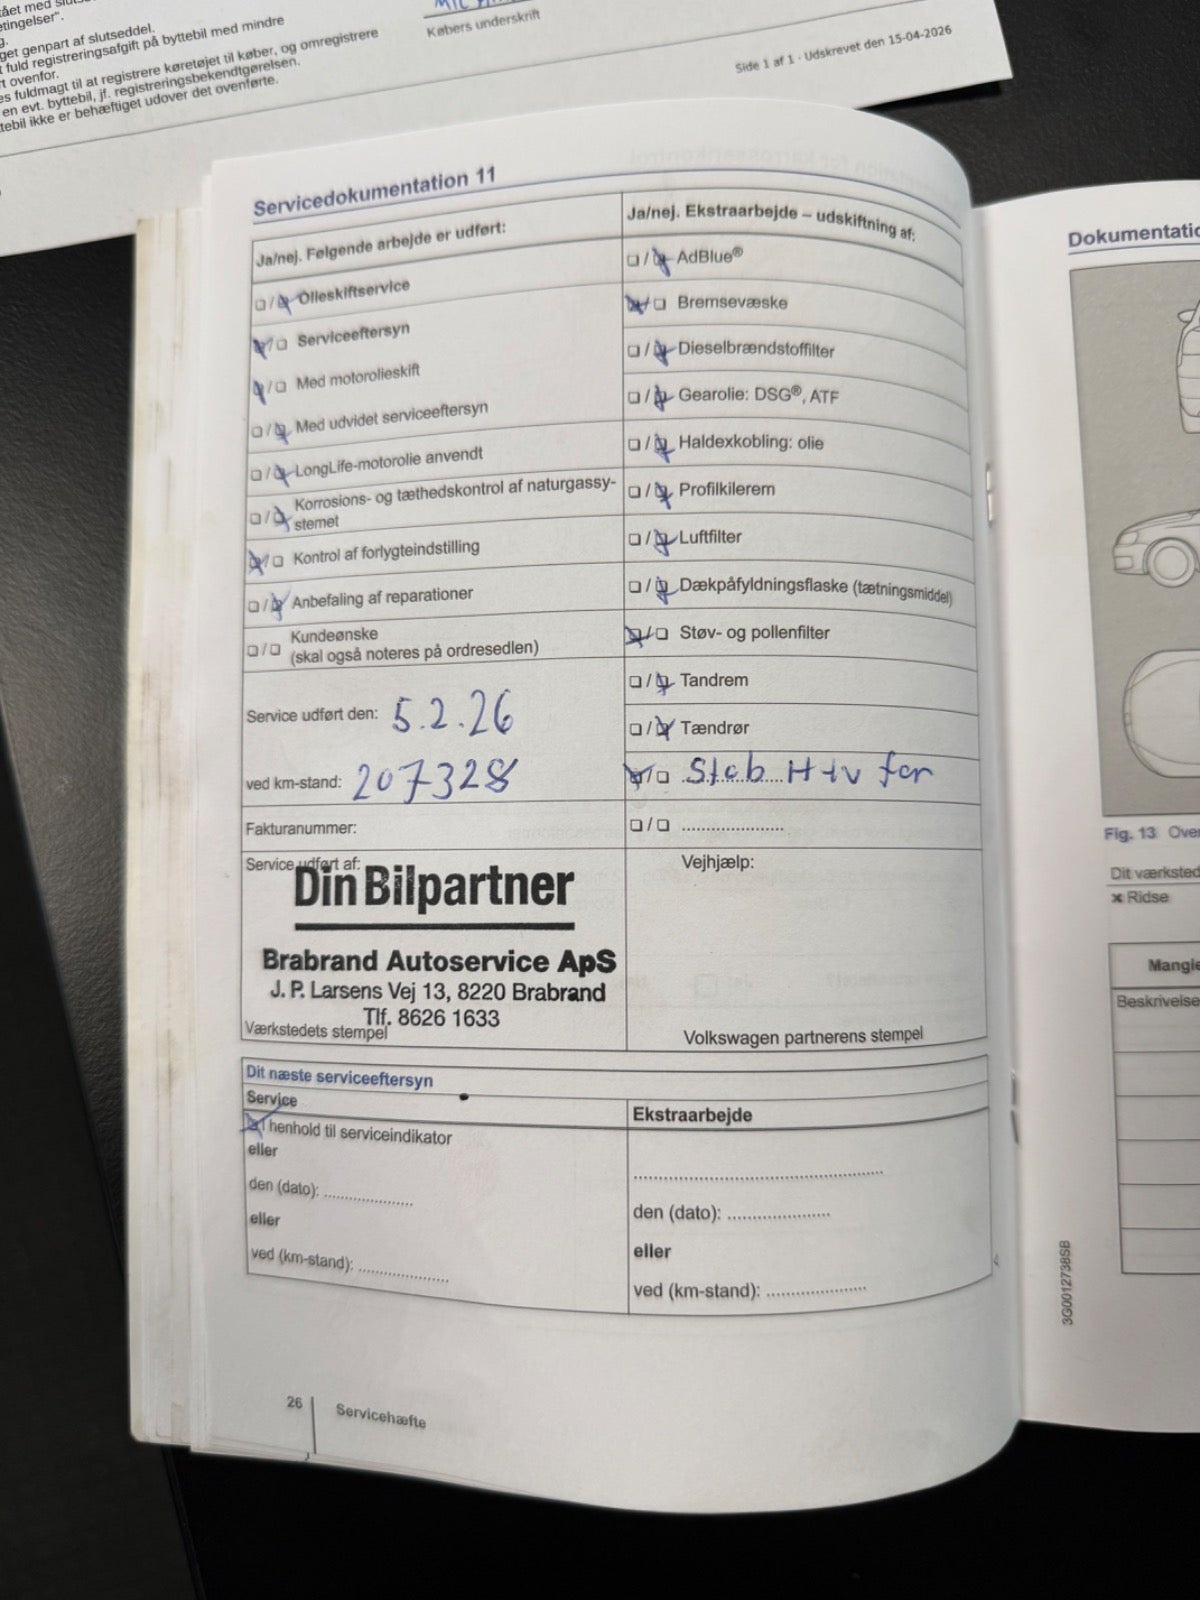 tingelser".
get genpart af slutseddel.
fuld registreringsafgift på byttebil med mindre
ovenfor.
es fuldmagt til at registrere køretøjet til køber, og omregistrere
en evt. byttebil, jf. registreringsbekendtgørelsen.
tebil ikke er behæftiget udover det ovenførte.
Købers underskrift
Side 1 af 1 · Udskrevet den 15-04-2026
Servicedokumentation 11
Ja/nej. Følgende arbejde er udført:
Olieskiftservice
Serviceeftersyn
Med motorolieskift
Med udvidet serviceeftersyn
LongLife-motorolie anvendt
Korrosions- og tæthedskontrol af naturgassy-
stemet
Kontrol af forlygteindstilling
Anbefaling af reparationer
Kundeønske
(skal også noteres på ordresedlen)
Service udført den: 5.2.26
ved km-stand: 207328
Fakturanummer:
Service udført af:
Din Bilpartner
Brabrand Autoservice ApS
J. P. Larsens Vej 13, 8220 Brabrand
Tlf. 8626 1633
Værkstedets stempel
Ja/nej. Ekstraarbejde – udskiftning af:
AdBlue®
Bremsevæske
Dieselbrændstoffilter
Gearolie: DSG®, ATF
Haldexkobling: olie
Profilkilerem
Luftfilter
Dækpåfyldningsflaske (tætningsmiddel)
Støv- og pollenfilter
Tandrem
Tændrør
Stab H+v for
Vejhjælp:
Volkswagen partnerens stempel
Dit næste serviceeftersyn
Service
I henhold til serviceindikator
eller
den (dato):
eller
ved (km-stand):
Ekstraarbejde
den (dato):
eller
ved (km-stand):
26
Servicehæfte
Dokumentatio
Fig. 13 Over
Dit værksted
× Ridse
Mangle
Beskrivelse
3G0012738SB